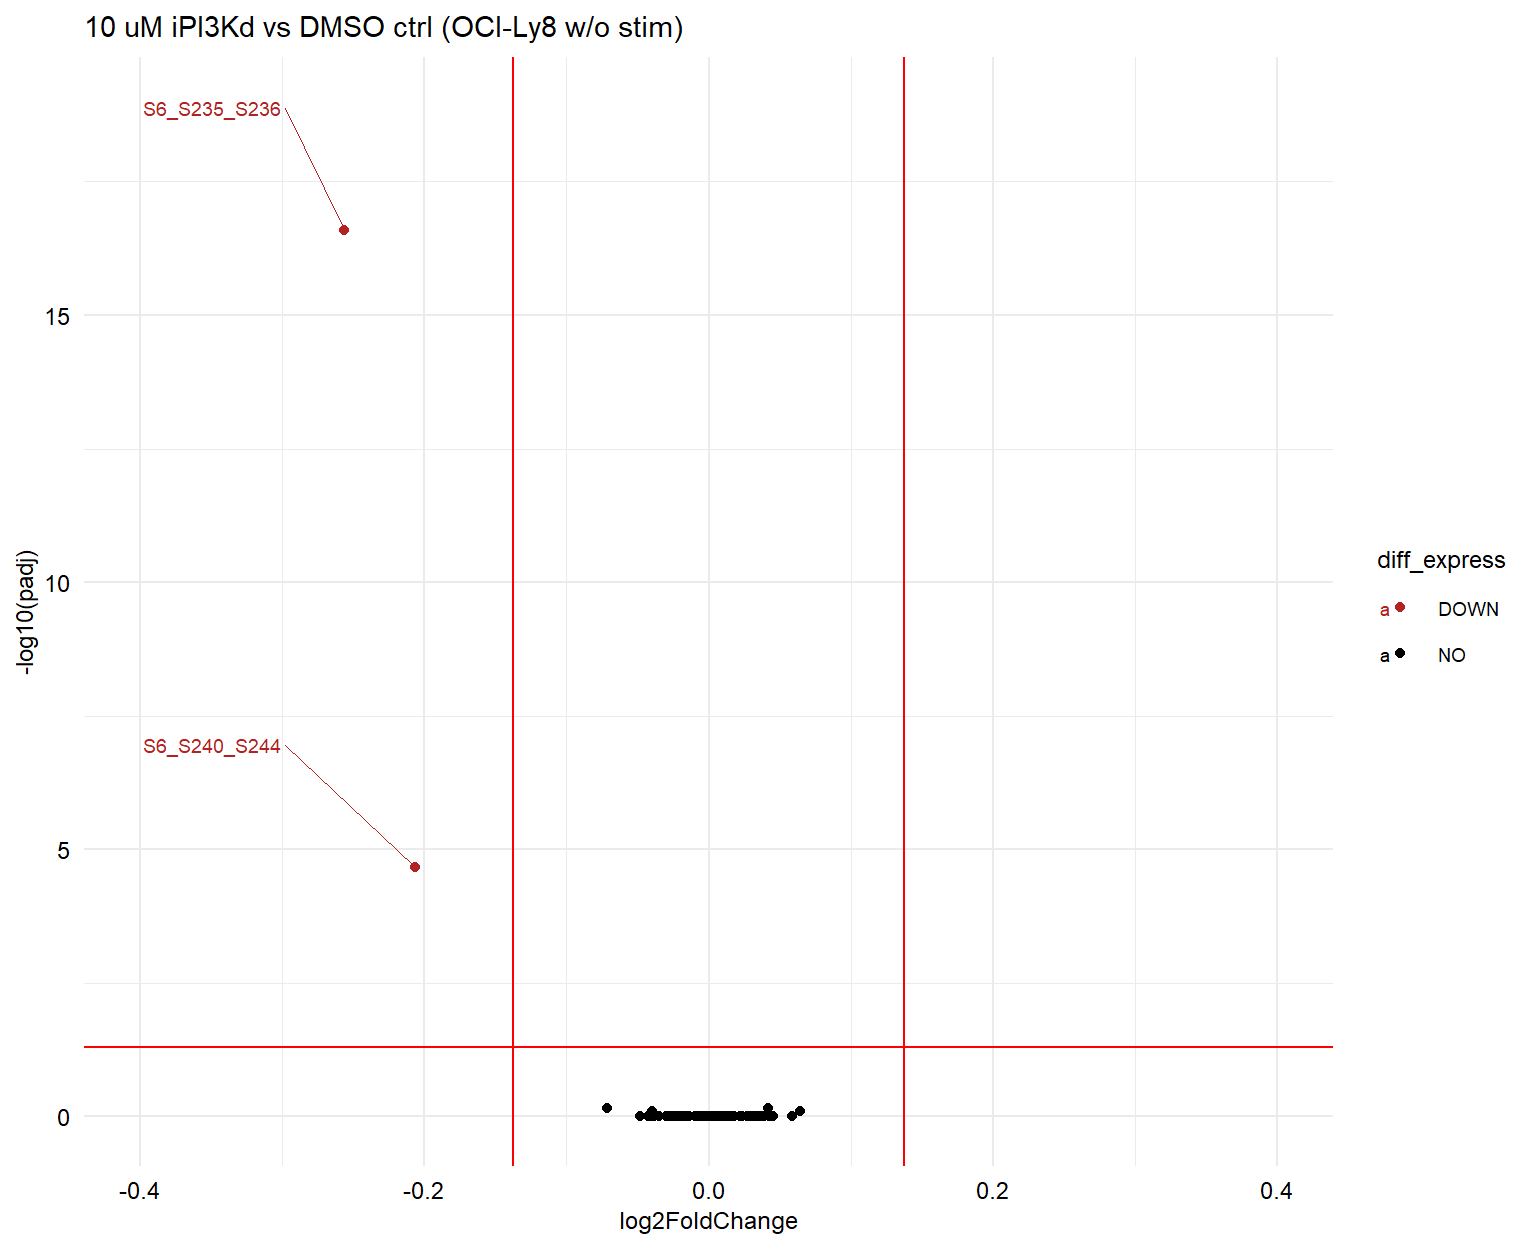 10 uM iPI3Kd vs DMSO ctrl (OCI-Ly8 w/o stim)
S6_S235_S236
15
10
S6_S240_S244
5
0
-log10(padj)
-0.4
-0.2
0.0
0.2
0.4
log2FoldChange
diff_express
a DOWN
a NO